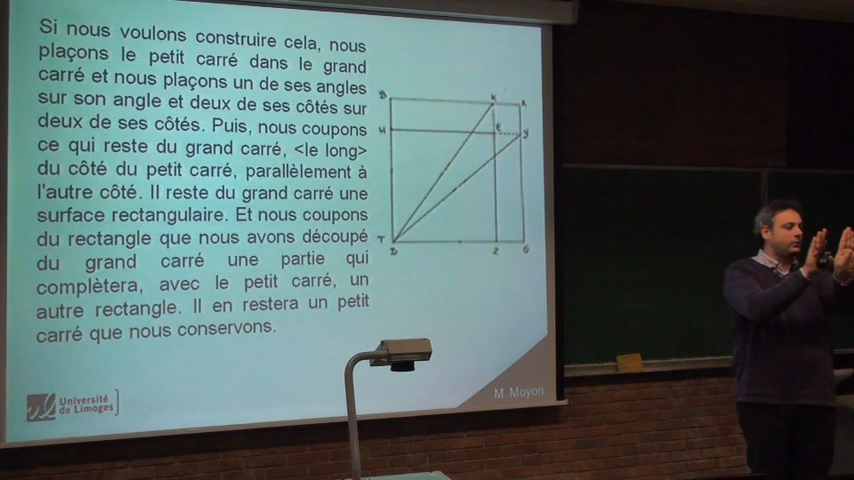 Si nous voulons construire cela, nous
plaçons le petit carré dans le grand
carré et nous plaçons un de ses angles
sur son angle et deux de ses côtés sur
deux de ses côtés. Puis, nous coupons
ce qui reste du grand carré, <le long>
du côté du petit carré, parallèlement à
l'autre côté. Il reste du grand carré une
surface rectangulaire. Et nous coupons
du rectangle que nous avons découpé
du grand carré une partie qui
complètera, avec le petit carré, un
autre rectangle. Il en restera un petit
carré que nous conservons.
K
H E
T
D Z G
ul Université
de Limoges
M. Moyon